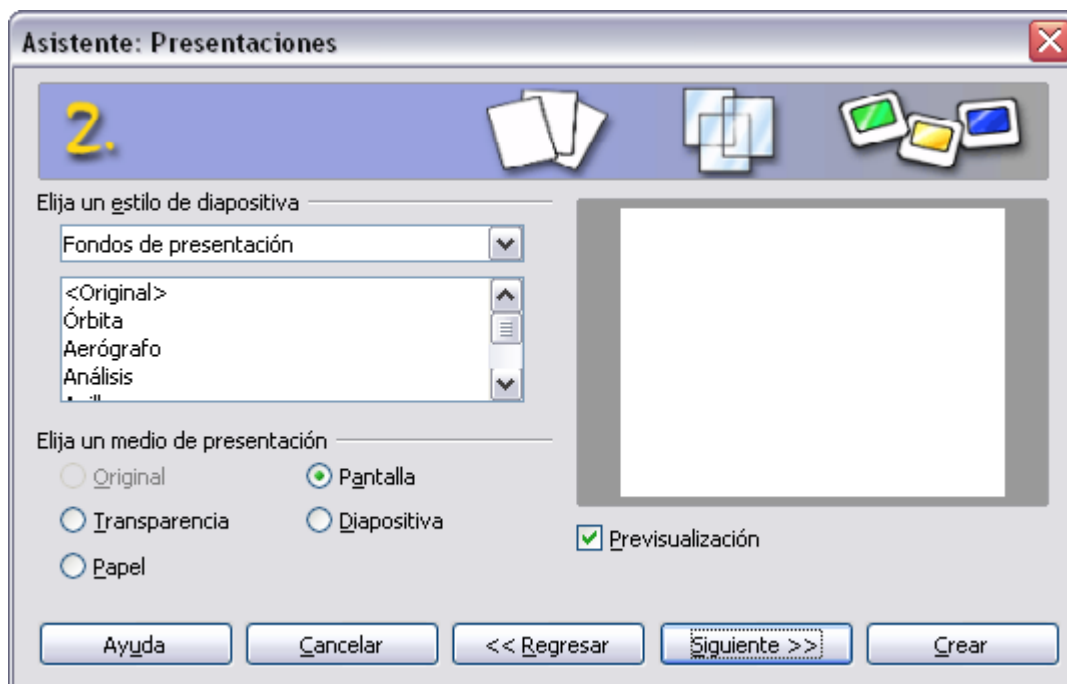 Asistente: Presentaciones
2.
Elija un estilo de diapositiva
Fondos de presentación
<Original>
Órbita
Aerógrafo
Análisis
Elija un medio de presentación
Original
Pantalla
Transparencia
Diapositiva
Papel
Previsualización
Ayuda
Cancelar
<< Regresar
Siguiente >>
Crear